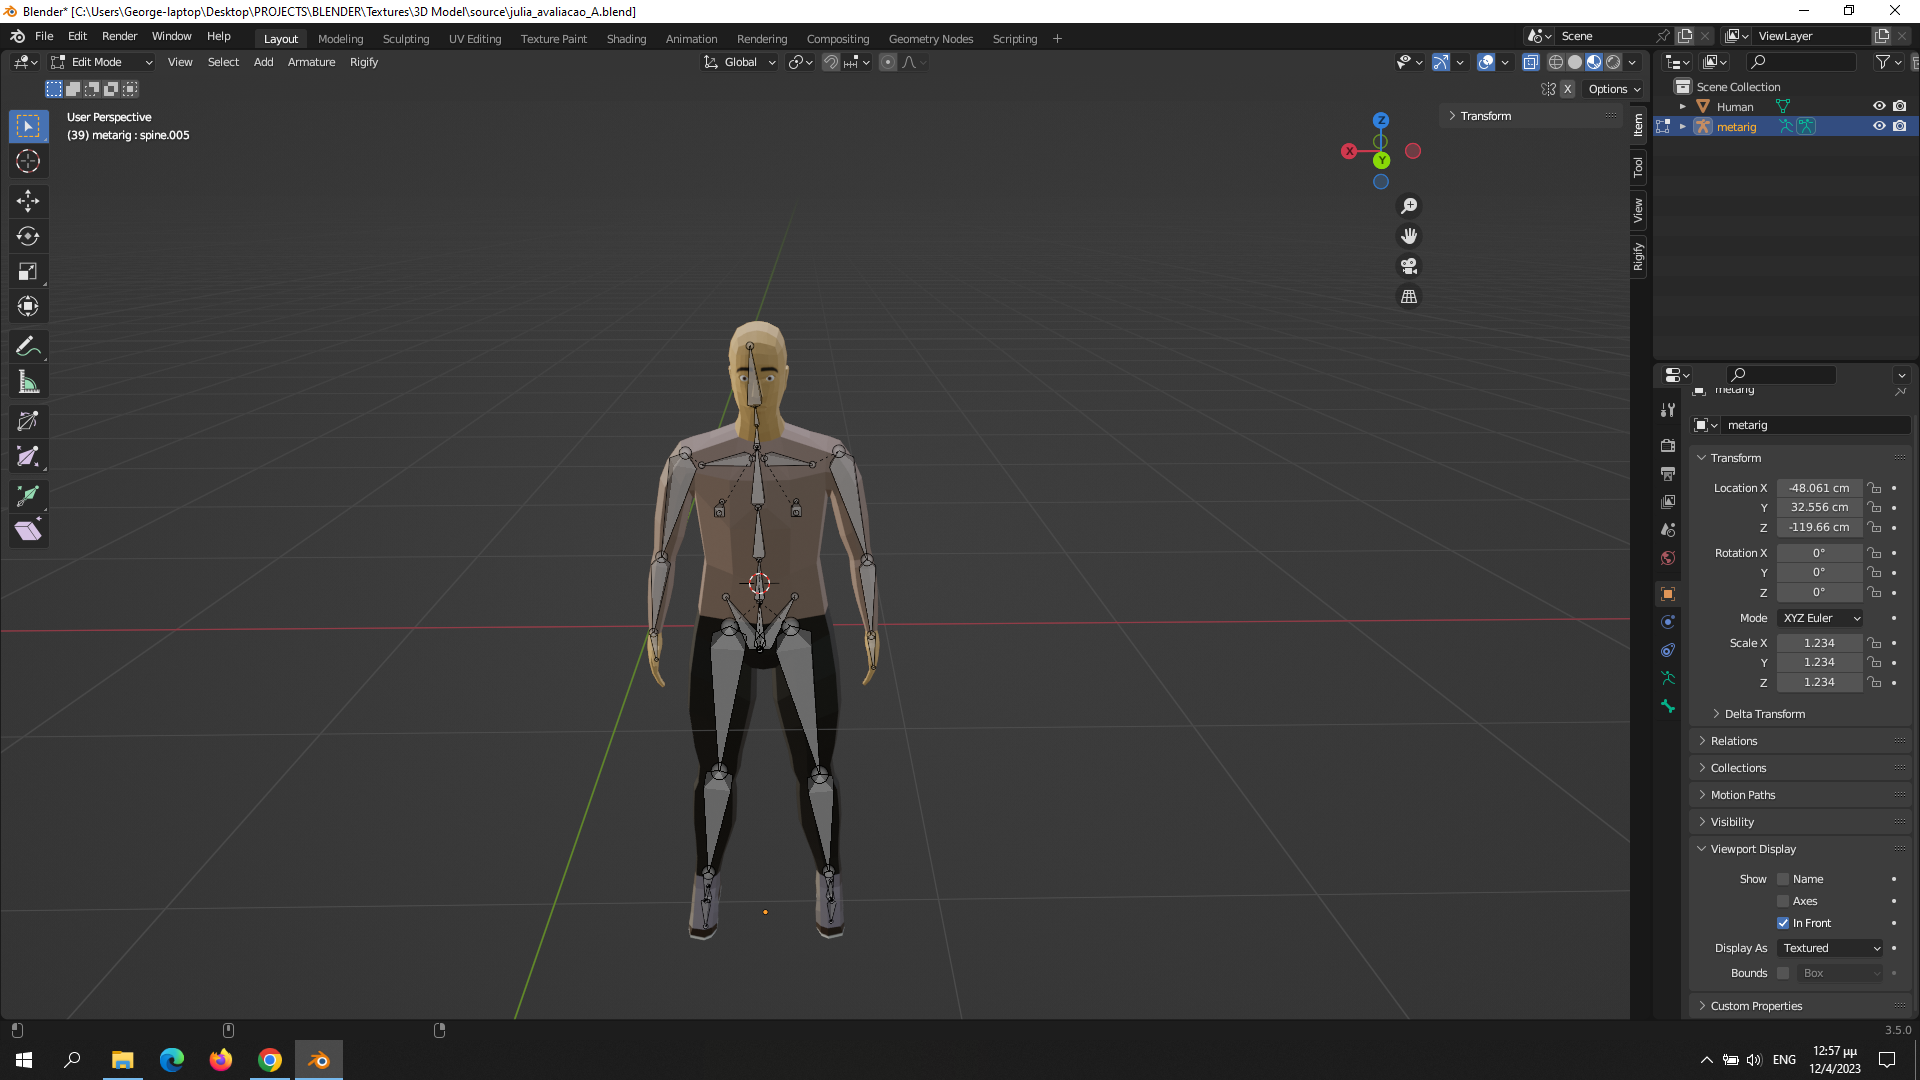 Blender* [C:\Users\George-laptop\Desktop\PROJECTS\BLENDER\Textures\3D Model\source\julia_avaliacao_A.blend]
File Edit Render Window Help Layout Modeling Sculpting UV Editing Texture Paint Shading Animation Rendering Compositing Geometry Nodes Scripting + Scene ViewLayer
Edit Mode View Select Add Armature Rigify Global
X Options
Scene Collection
Human
metarig
User Perspective
(39) metarig : spine.005
Z
X
Y
Transform
Item
Tool
View
Rigify
metarig
metarig
Transform
Location X -48.061 cm
Y 32.556 cm
Z -119.66 cm
Rotation X 0°
Y 0°
Z 0°
Mode XYZ Euler
Scale X 1.234
Y 1.234
Z 1.234
Delta Transform
Relations
Collections
Motion Paths
Visibility
Viewport Display
Show Name
Axes
In Front
Display As Textured
Bounds Box
Custom Properties
3.5.0
ENG
12:57 μμ
12/4/2023